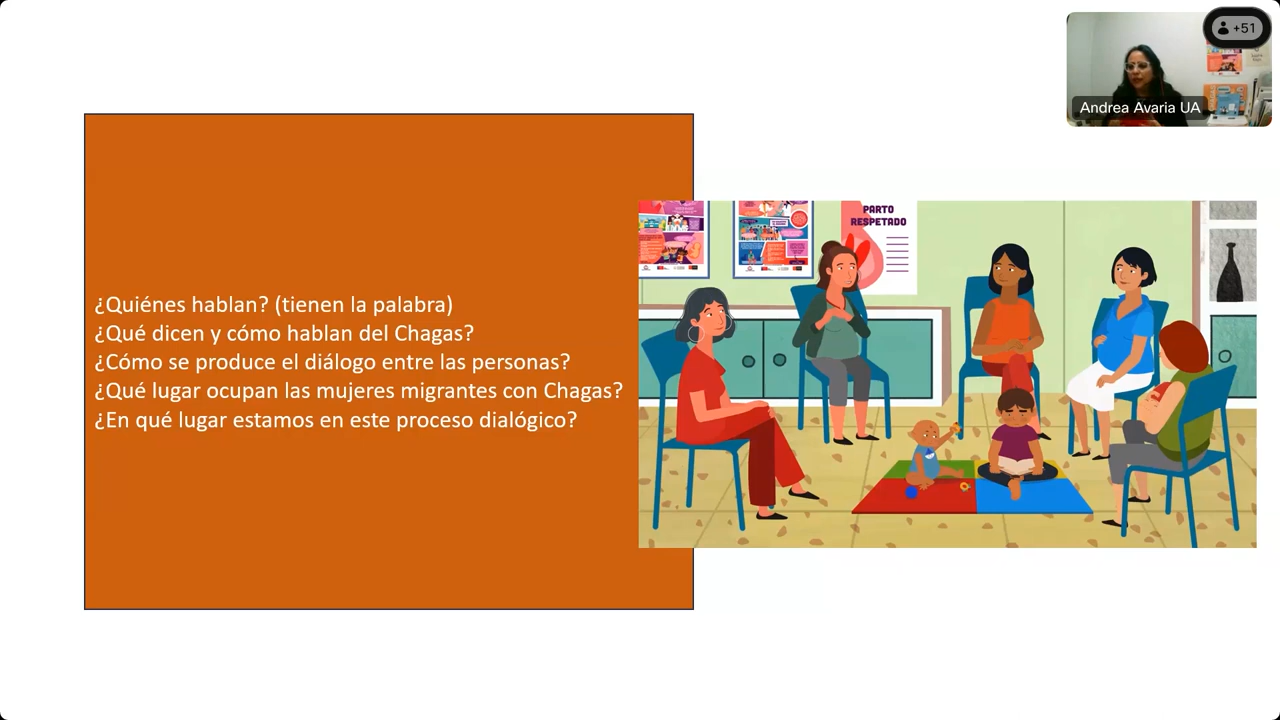 +51
Andrea Avaria UA
¿Quiénes hablan? (tienen la palabra)
¿Qué dicen y cómo hablan del Chagas?
¿Cómo se produce el diálogo entre las personas?
¿Qué lugar ocupan las mujeres migrantes con Chagas?
¿En qué lugar estamos en este proceso dialógico?
PARTO
RESPETADO